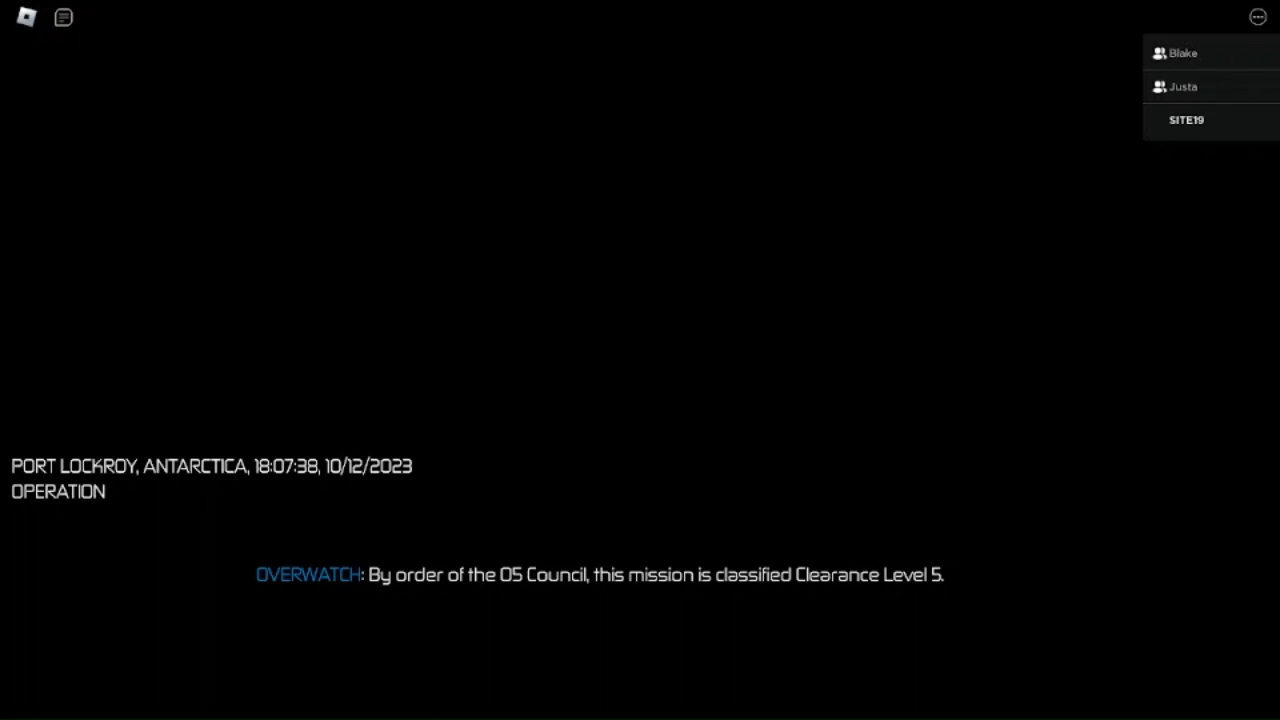 Blake
Justa
SITE19
PORT LOCKROY, ANTARCTICA, 18:07:38, 10/12/2023
OPERATION
OVERWATCH: By order of the O5 Council, this mission is classified Clearance Level 5.